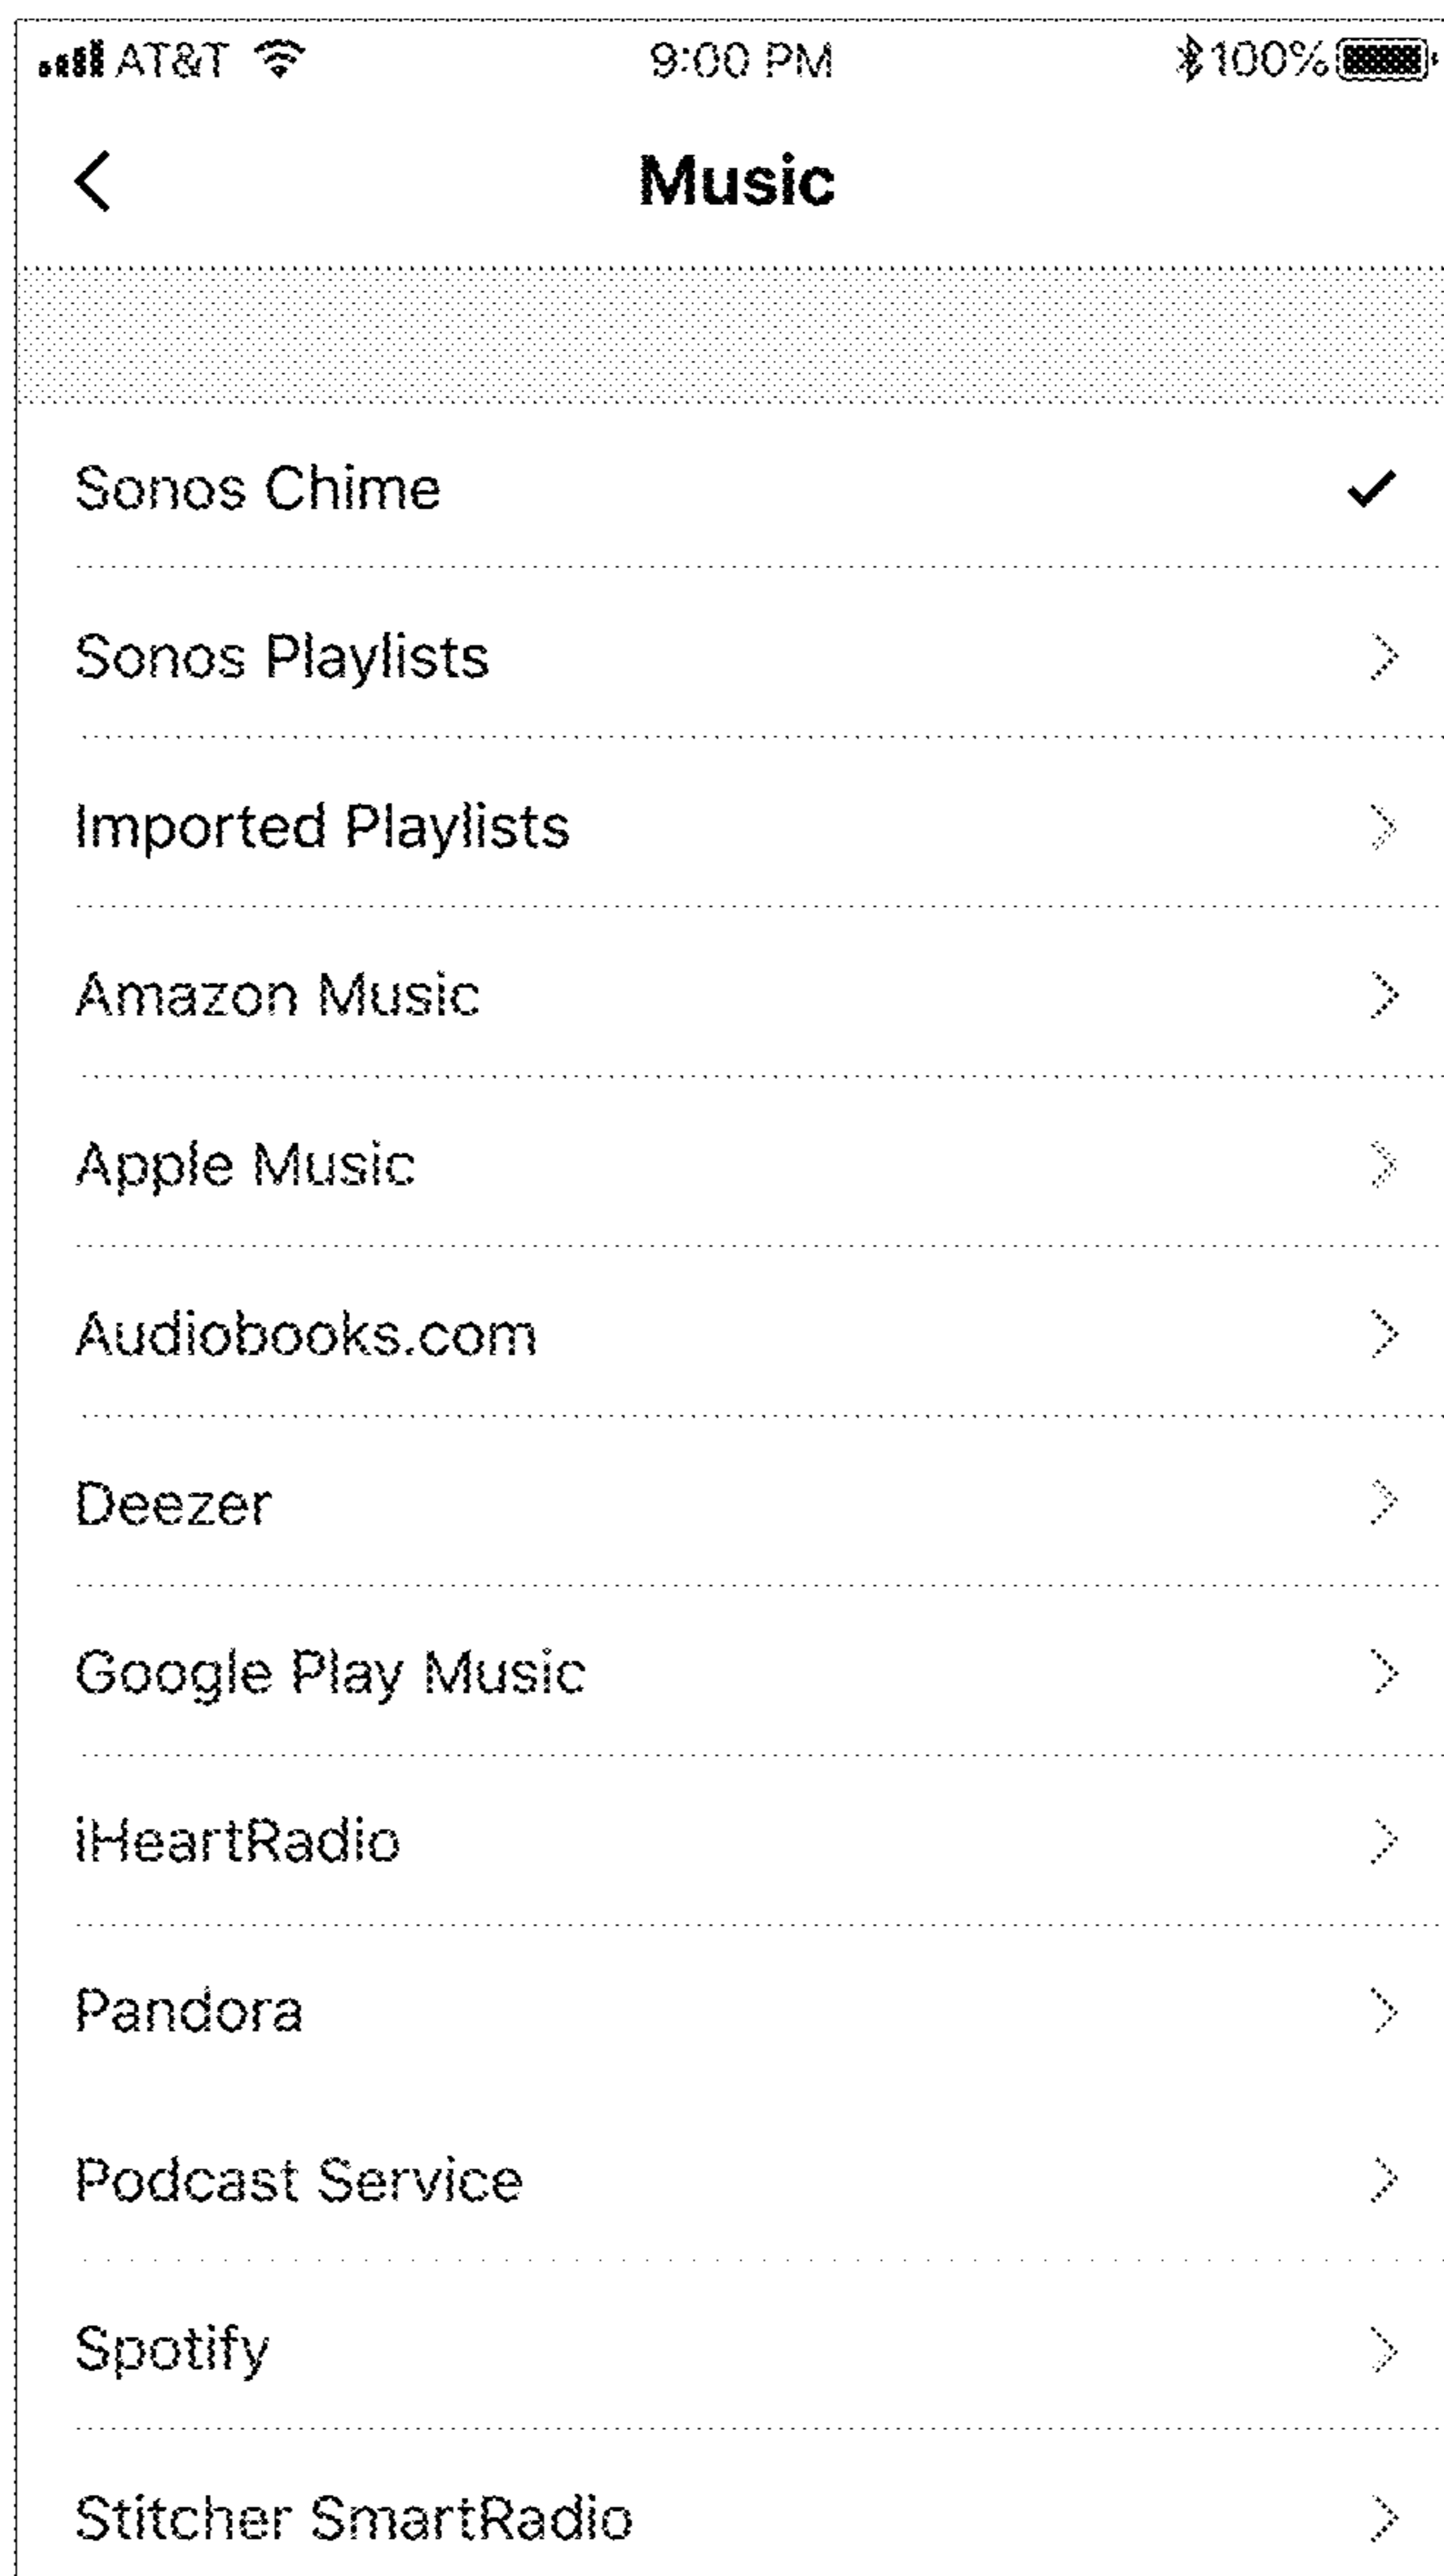 AT&T 9:00 PM 100%
Music
Sonos Chime
Sonos Playlists
Imported Playlists
Amazon Music
Apple Music
Audiobooks.com
Deezer
Google Play Music
iHeartRadio
Pandora
Podcast Service
Spotify
Stitcher SmartRadio